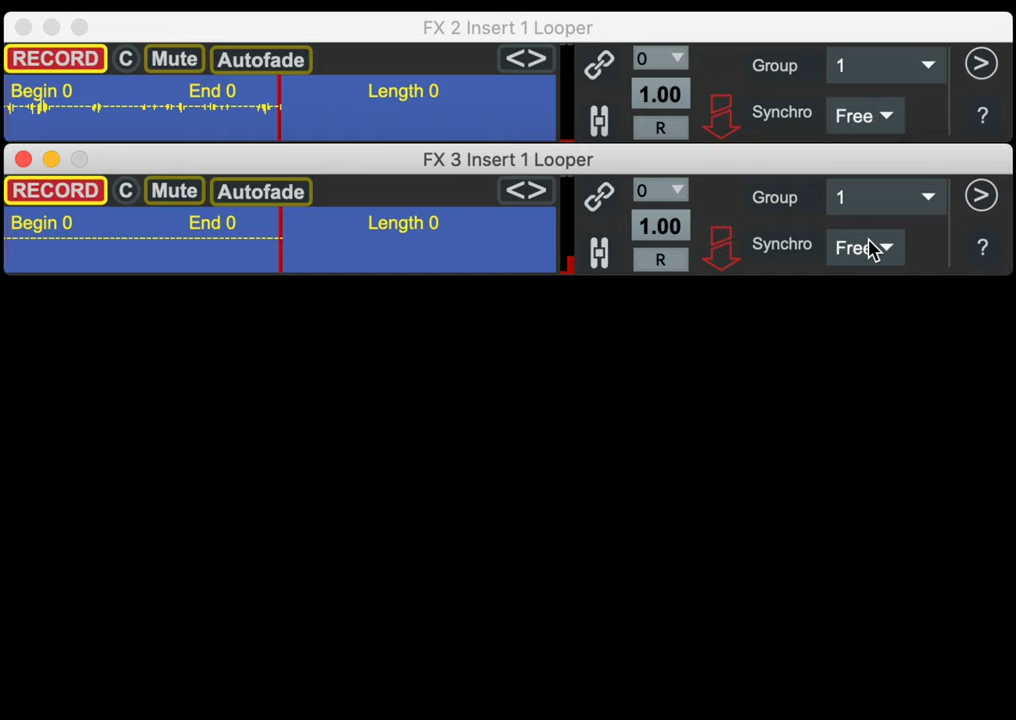 FX 2 Insert 1 Looper
RECORD C Mute Autofade <> 0 Group 1 >
Begin 0 End 0 Length 0 1.00 Synchro Free ?
R
FX 3 Insert 1 Looper
RECORD C Mute Autofade <> 0 Group 1 >
Begin 0 End 0 Length 0 1.00 Synchro Free ?
R